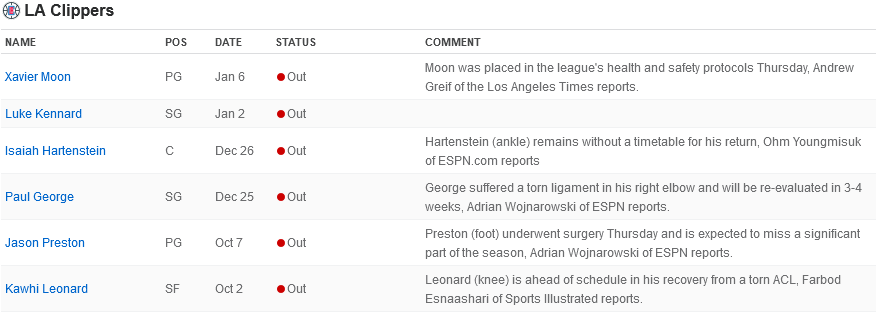 LA Clippers
NAME POS DATE STATUS COMMENT
Xavier Moon PG Jan 6 Out Moon was placed in the league's health and safety protocols Thursday, Andrew
Greif of the Los Angeles Times reports.
Luke Kennard SG Jan 2 Out
Isaiah Hartenstein C Dec 26 Out Hartenstein (ankle) remains without a timetable for his return, Ohm Youngmisuk
of ESPN.com reports
Paul George SG Dec 25 Out George suffered a torn ligament in his right elbow and will be re-evaluated in 3-4
weeks, Adrian Wojnarowski of ESPN reports.
Jason Preston PG Oct 7 Out Preston (foot) underwent surgery Thursday and is expected to miss a significant
part of the season, Adrian Wojnarowski of ESPN reports.
Kawhi Leonard SF Oct 2 Out Leonard (knee) is ahead of schedule in his recovery from a torn ACL, Farbod
Esnaashari of Sports Illustrated reports.